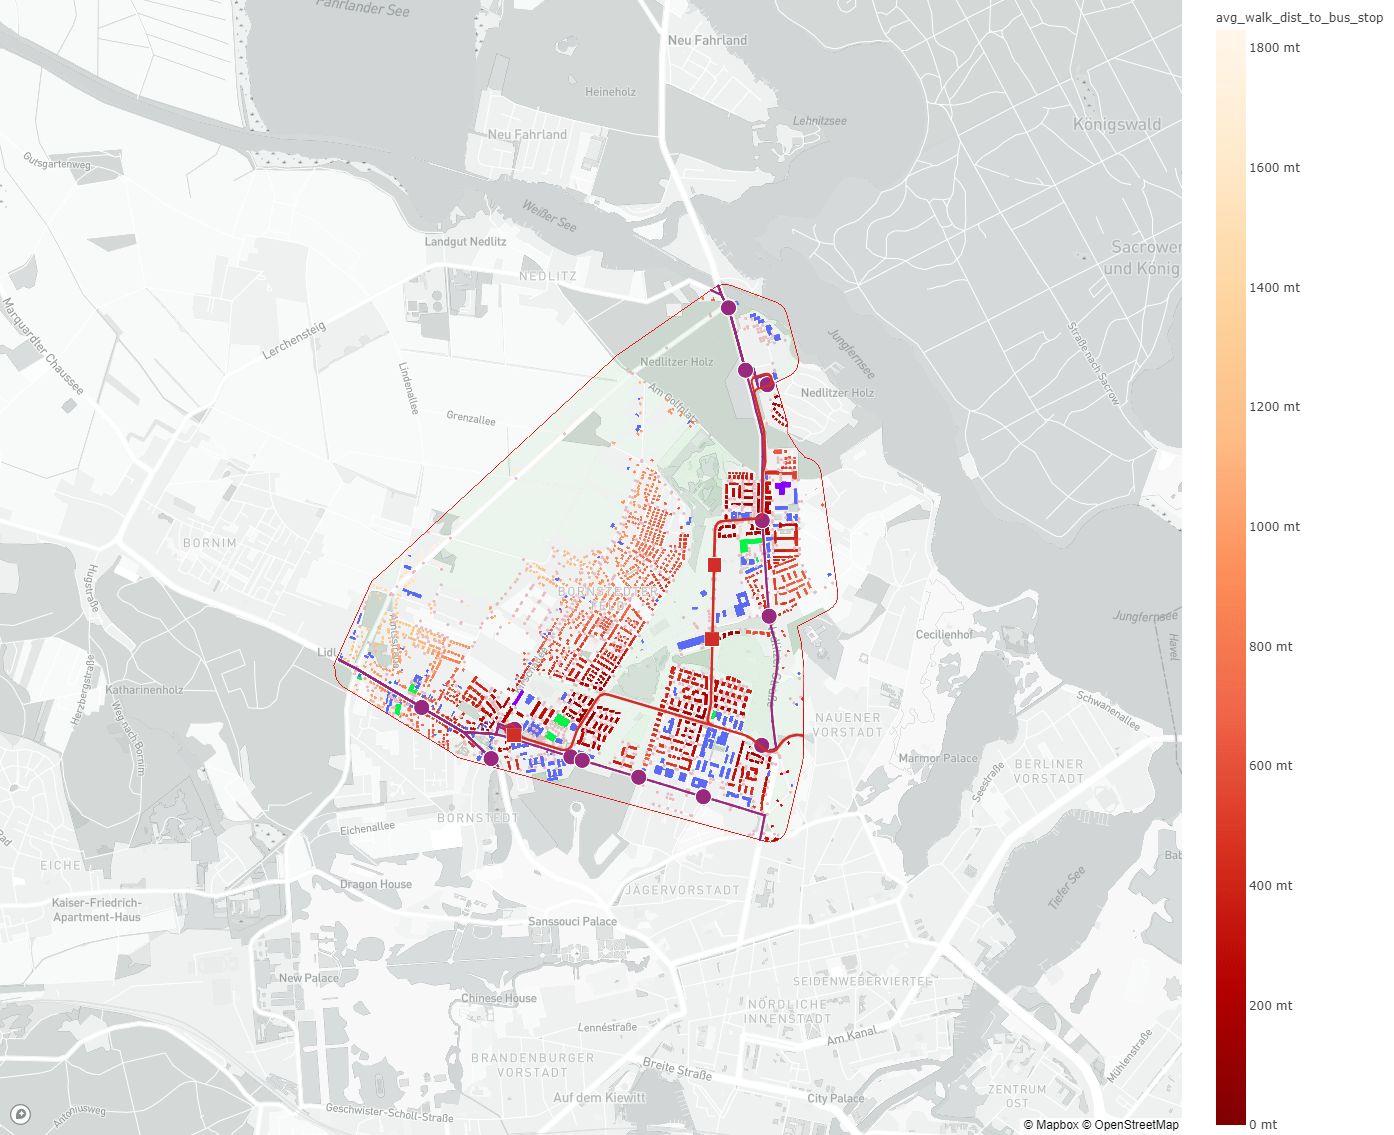 Fahrlander See
Neu Fahrland
avg_walk_dist_to_bus_stop
1800 mt
Heineholz
Lehnitzsee
Königswald
Neu Fahrland
Gutsgartenweg
1600 mt
Weißer See
Landgut Nedlitz
Sacrower
und König
NEDLITZ
1400 mt
Marquardter Chaussee
Lerchensteig
Jungfernsee
Straße nach Sacrow
Nedlitzer Holz
Lindenallee
Am Golfplatz
Nedlitzer Holz
1200 mt
Grenzallee
1000 mt
BORNIM
Hugstraße
BORNSTEDTER
FELD
800 mt
Amtsstraße
Jungfernsee
Havel
Cecilienhof
Lidl
Herzbergstraße
Katharinenholz
Schwanenallee
Weg nach Bornim
NAUENER
VORSTADT
600 mt
Marmor Palace
BERLINER
VORSTADT
Seestraße
BORNSTEDT
Eichenallee
EICHE
Dragon House
JÄGERVORSTADT
Tiefer See
400 mt
Kaiser-Friedrich-
Apartment-Haus
Sanssouci Palace
New Palace
SEIDENWEBERVIERTEL
Chinese House
NÖRDLICHE
INNENSTADT
200 mt
Lennéstraße
Am Kanal
BRANDENBURGER
VORSTADT
Breite Straße
Mühlenstraße
Auf dem Kiewitt
City Palace
ZENTRUM
OST
Antoniusweg
Geschwister-Scholl-Straße
© Mapbox © OpenStreetMap
0 mt